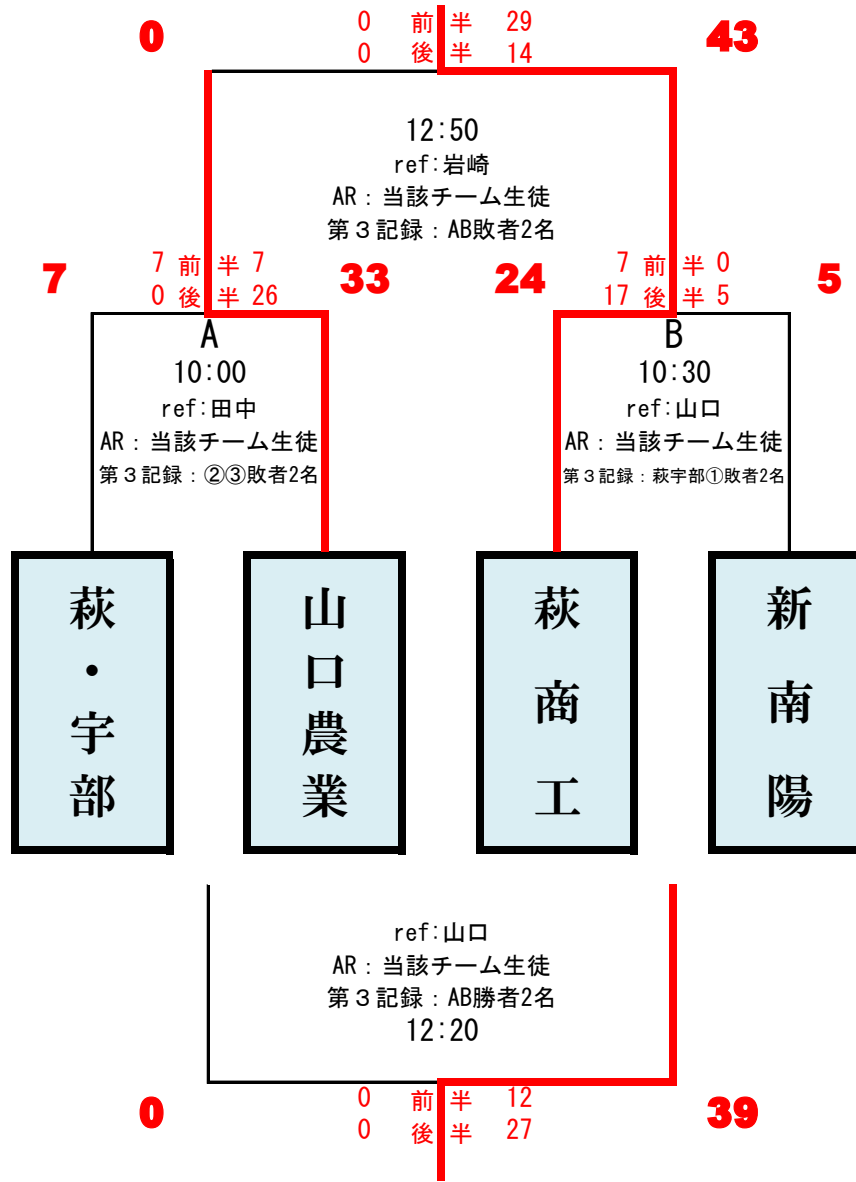 0 前半 29
0 後半 14
0
43
12:50
ref:岩崎
AR：当該チーム生徒
第３記録：AB敗者2名
7 前半 7
0 後半 26
7
33
7 前半 0
17 後半 5
24
5
A
10:00
ref:田中
AR：当該チーム生徒
第３記録：②③敗者2名
B
10:30
ref:山口
AR：当該チーム生徒
第３記録：萩宇部①敗者2名
萩・宇部
山口農業
萩商工
新南陽
ref:山口
AR：当該チーム生徒
第３記録：AB勝者2名
12:20
0 前半 12
0 後半 27
0
39